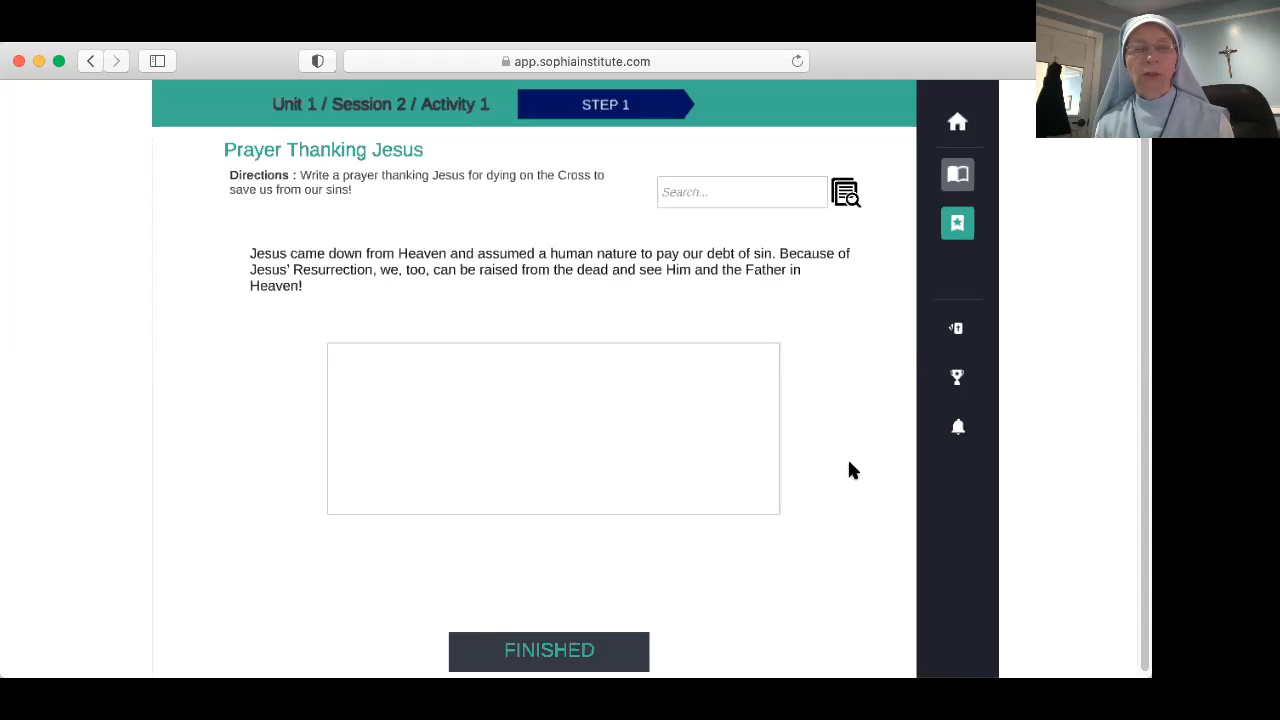 app.sophiainstitute.com
Unit 1 / Session 2 / Activity 1
STEP 1
Prayer Thanking Jesus
Directions : Write a prayer thanking Jesus for dying on the Cross to
save us from our sins!
Search...
Jesus came down from Heaven and assumed a human nature to pay our debt of sin. Because of
Jesus' Resurrection, we, too, can be raised from the dead and see Him and the Father in
Heaven!
FINISHED